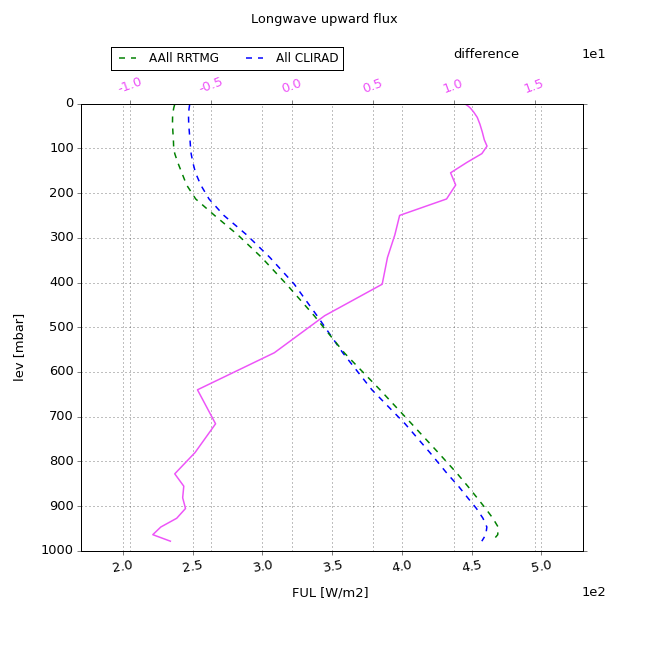 Longwave upward flux
AAll RRTMG All CLIRAD
difference 1e1
-1.0 -0.5 0.0 0.5 1.0 1.5
0
100
200
300
400
500
600
700
800
900
1000
lev [mbar]
2.0 2.5 3.0 3.5 4.0 4.5 5.0
FUL [W/m2] 1e2